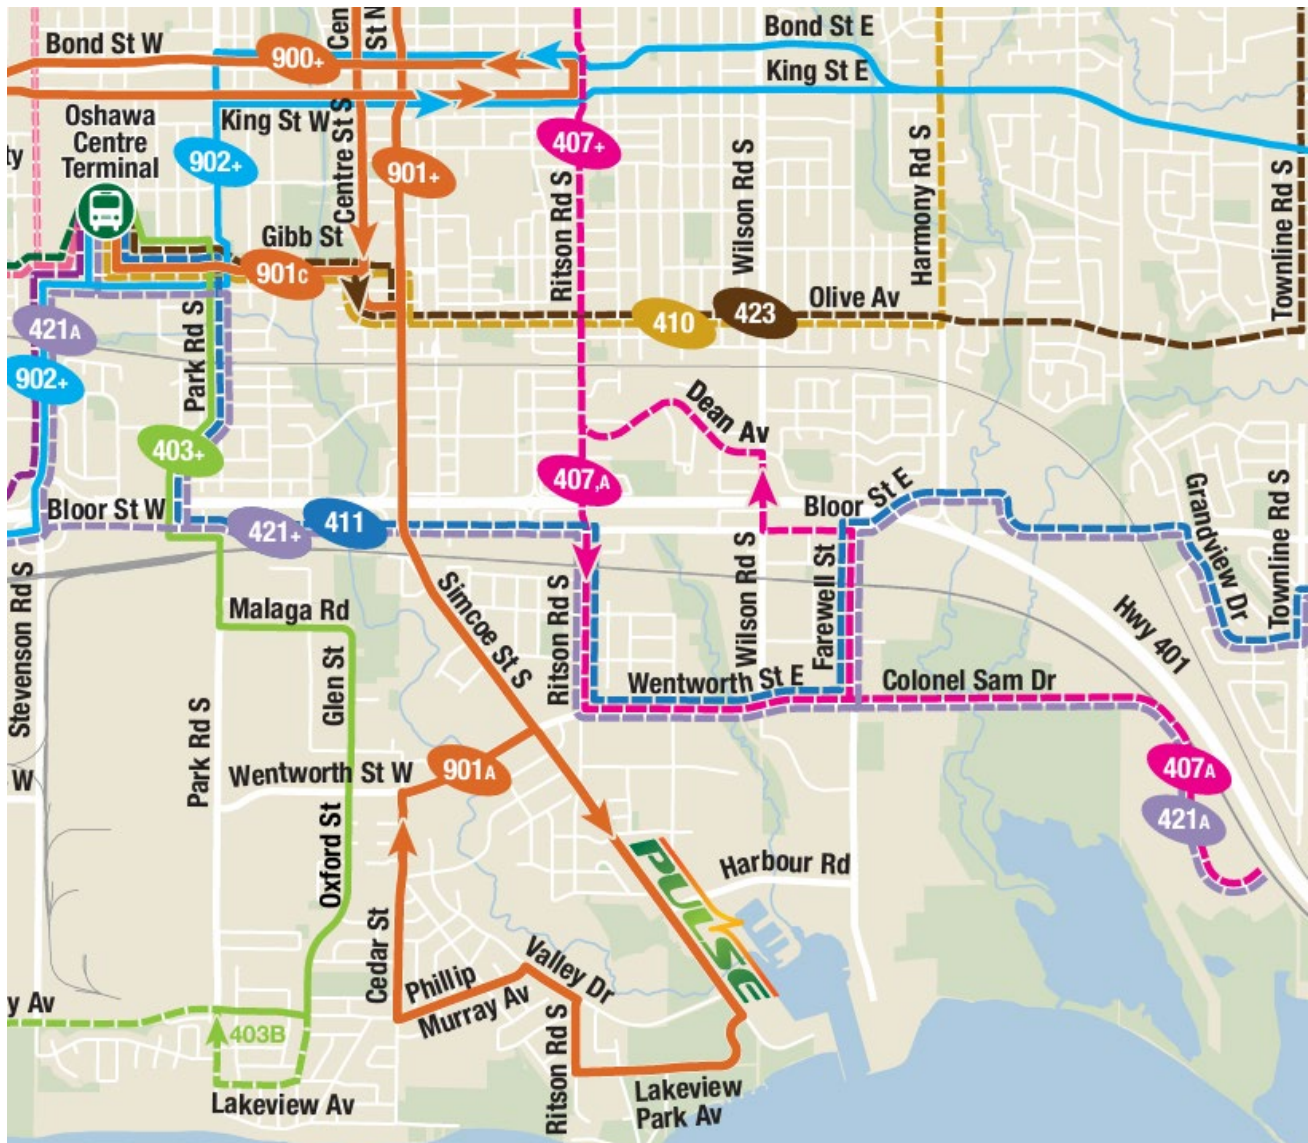 Bond St W
900+
Cen
St N
Bond St E
King St E
Oshawa
Centre
Terminal
ty
King St W
902+
Centre St S
901+
407+
Ritson Rd S
Wilson Rd S
Harmony Rd S
Townline Rd S
Gibb St
901C
421A
902+
Park Rd S
410
423
Olive Av
Dean Av
403+
407,A
Bloor St W
421+
411
Bloor St E
Grandview Dr
Townline Rd S
Stevenson Rd S
Malaga Rd
Simcoe St S
Ritson Rd S
Wilson Rd S
Farewell St
Hwy 401
Glen St
Wentworth St E
Colonel Sam Dr
Park Rd S
W
Wentworth St W
901A
407A
421A
Oxford St
PULSE
Harbour Rd
Cedar St
Phillip
Murray Av
Valley Dr
y Av
403B
Ritson Rd S
Lakeview Av
Lakeview
Park Av